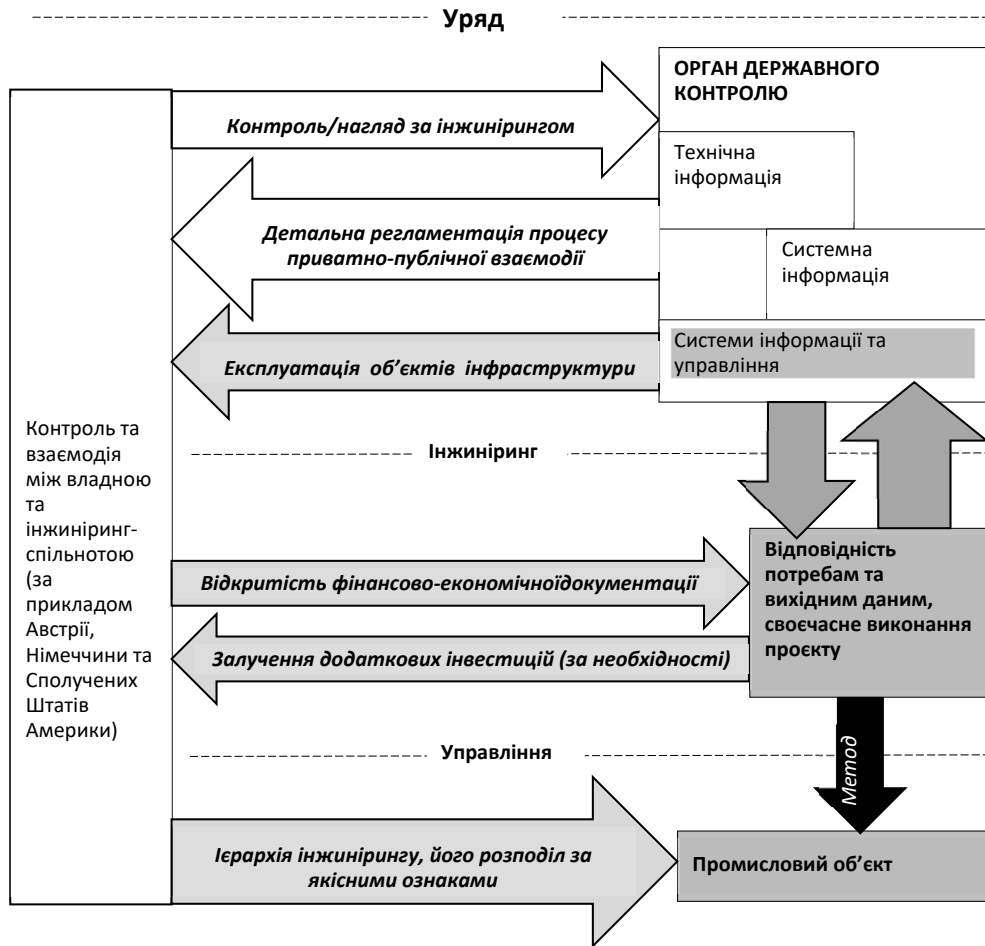 Уряд
ОРГАН ДЕРЖАВНОГО
КОНТРОЛЮ
Контроль/нагляд за інжинірингом
Технічна
інформація
Детальна регламентація процесу
приватно-публічної взаємодії
Системна
інформація
Системи інформації та
управління
Експлуатація об’єктів інфраструктури
Контроль та
взаємодія
між владною
та
інжиніринг-
спільнотою
(за
прикладом
Австрії,
Німеччини та
Сполучених
Штатів
Америки)
Інжиніринг
Відповідність
потребам та
вихідним даним,
своєчасне виконання
проєкту
Відкритість фінансово-економічноїдокументації
Залучення додаткових інвестицій (за необхідності)
Управління
Метод
Ієрархія інжинірингу, його розподіл за
якісними ознаками
Промисловий об’єкт